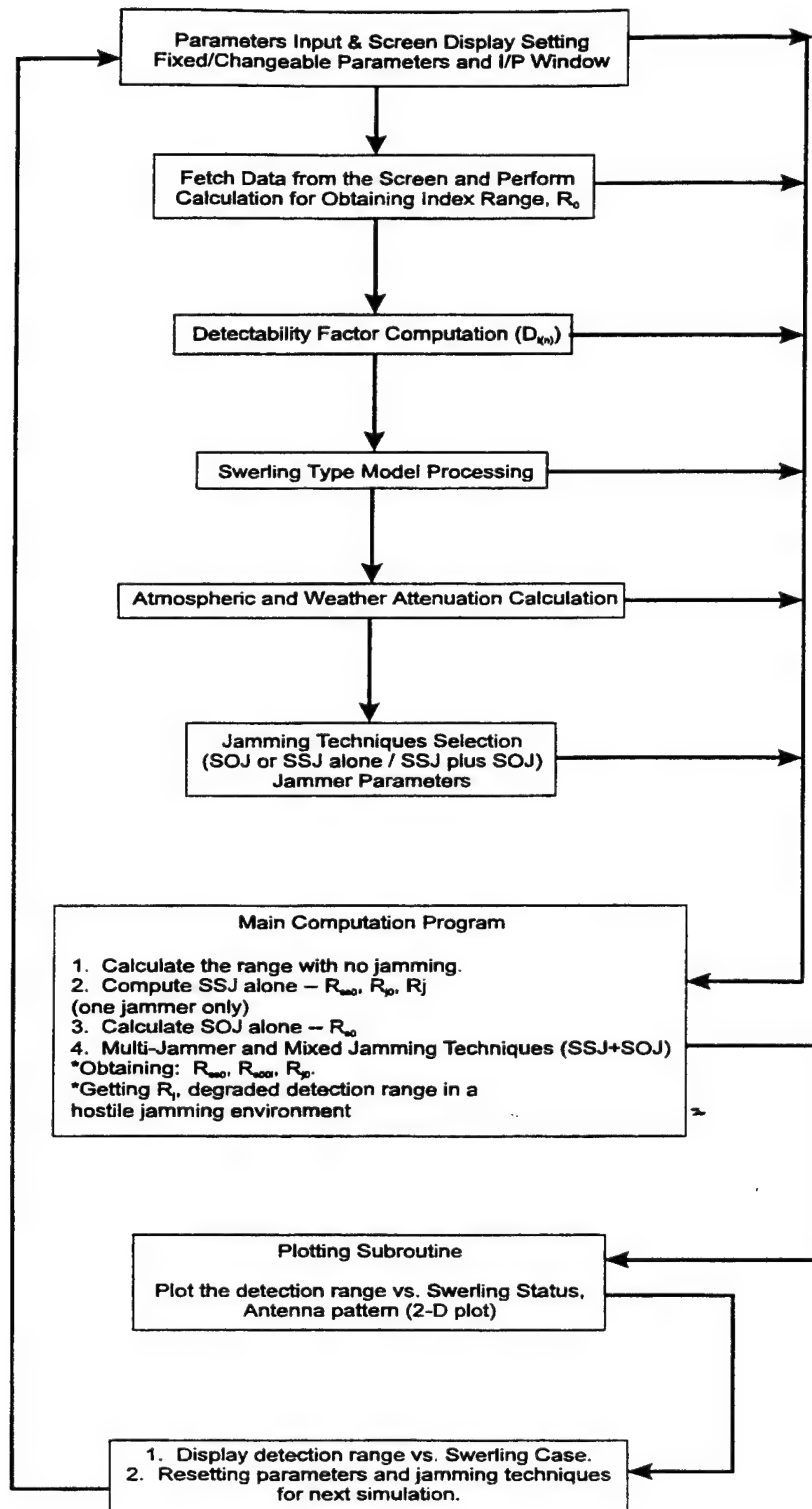 Parameters Input & Screen Display Setting
Fixed/Changeable Parameters and I/P Window
Fetch Data from the Screen and Perform
Calculation for Obtaining Index Range, R₀
Detectability Factor Computation
Swerling Type Model Processing
Atmospheric and Weather Attenuation Calculation
Jamming Techniques Selection
(SOJ or SSJ alone / SSJ plus SOJ)
Jammer Parameters
Main Computation Program
1. Calculate the range with no jamming.
2. Compute SSJ alone – Rj
(one jammer only)
3. Calculate SOJ alone –
4. Multi-Jammer and Mixed Jamming Techniques (SSJ+SOJ)
*Obtaining:
*Getting degraded detection range in a
hostile jamming environment
Plotting Subroutine
Plot the detection range vs. Swerling Status,
Antenna pattern (2-D plot)
1. Display detection range vs. Swerling Case.
2. Resetting parameters and jamming techniques
for next simulation.